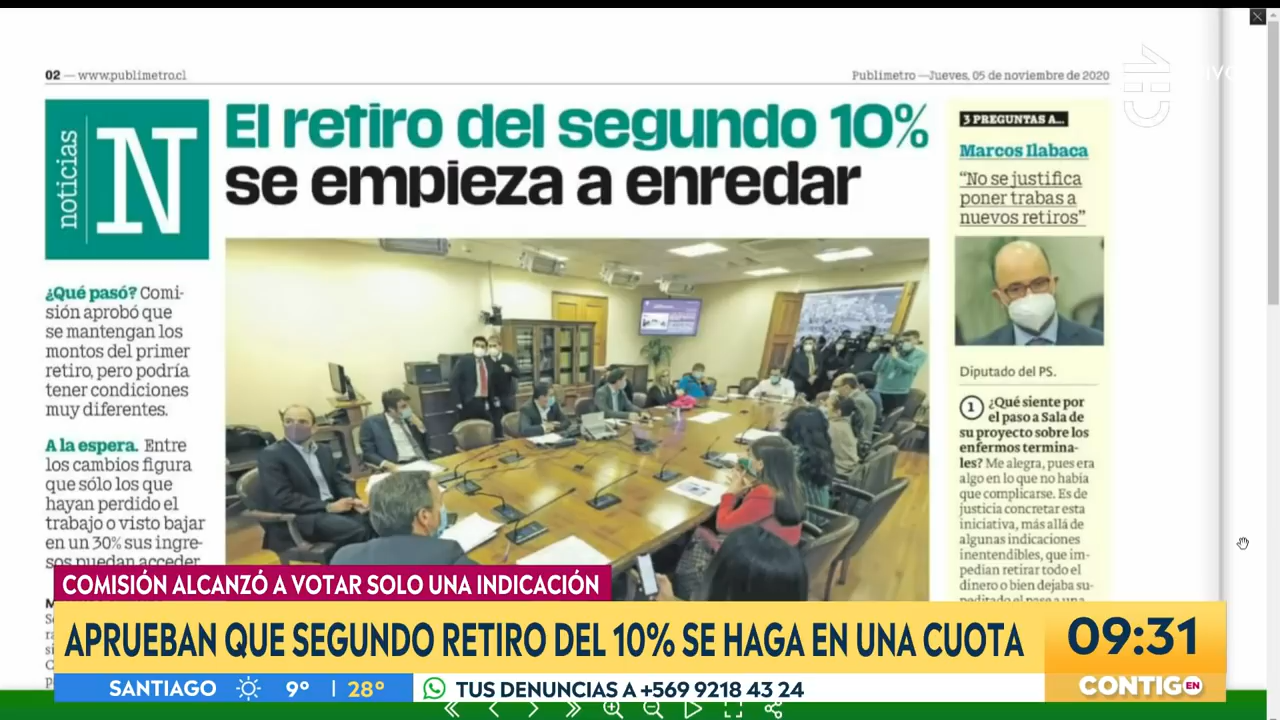 02 — www.publimetro.cl
Publimetro —Jueves, 05 de noviembre de 2020
noticias
N
El retiro del segundo 10%
se empieza a enredar
¿Qué pasó? Comi-
sión aprobó que
se mantengan los
montos del primer
retiro, pero podría
tener condiciones
muy diferentes.
A la espera. Entre
los cambios figura
que sólo los que
hayan perdido el
trabajo o visto bajar
en un 30% sus ingre-
sos puedan acceder
3 PREGUNTAS A...
Marcos Ilabaca
“No se justifica
poner trabas a
nuevos retiros”
Diputado del PS.
1 ¿Qué siente por
el paso a Sala de
su proyecto sobre los
enfermos termina-
les? Me alegra, pues era
algo en lo que no había
que complicarse. Es de
justicia concretar esta
iniciativa, más allá de
algunas indicaciones
inentendibles, que im-
pedían retirar todo el
dinero o bien dejaba su-
peditado el pase a una
CHV
COMISIÓN ALCANZÓ A VOTAR SOLO UNA INDICACIÓN
APRUEBAN QUE SEGUNDO RETIRO DEL 10% SE HAGA EN UNA CUOTA
09:31
SANTIAGO 9° | 28°
TUS DENUNCIAS A +569 9218 43 24
CONTIGO EN